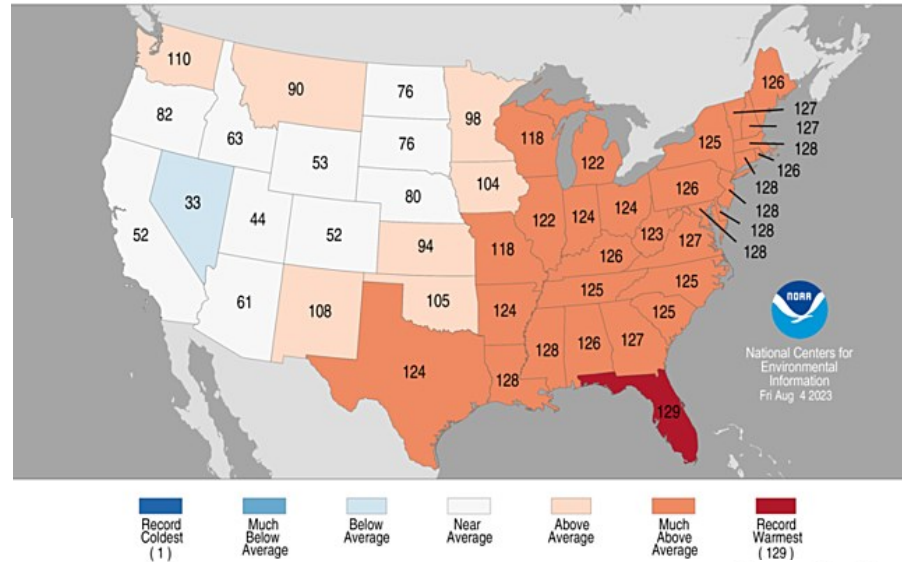 110
90
76
98
126
82
63
53
76
118
122
125
127
127
128
126
128
128
128
128
104
80
33
44
52
52
94
118
122
124
124
126
123
127
126
61
108
105
124
125
125
125
124
128
128
126
127
129
NOAA
National Centers for
Environmental
Information
Fri Aug 4 2023
Record
Coldest
( 1 )
Much
Below
Average
Below
Average
Near
Average
Above
Average
Much
Above
Average
Record
Warmest
( 129 )